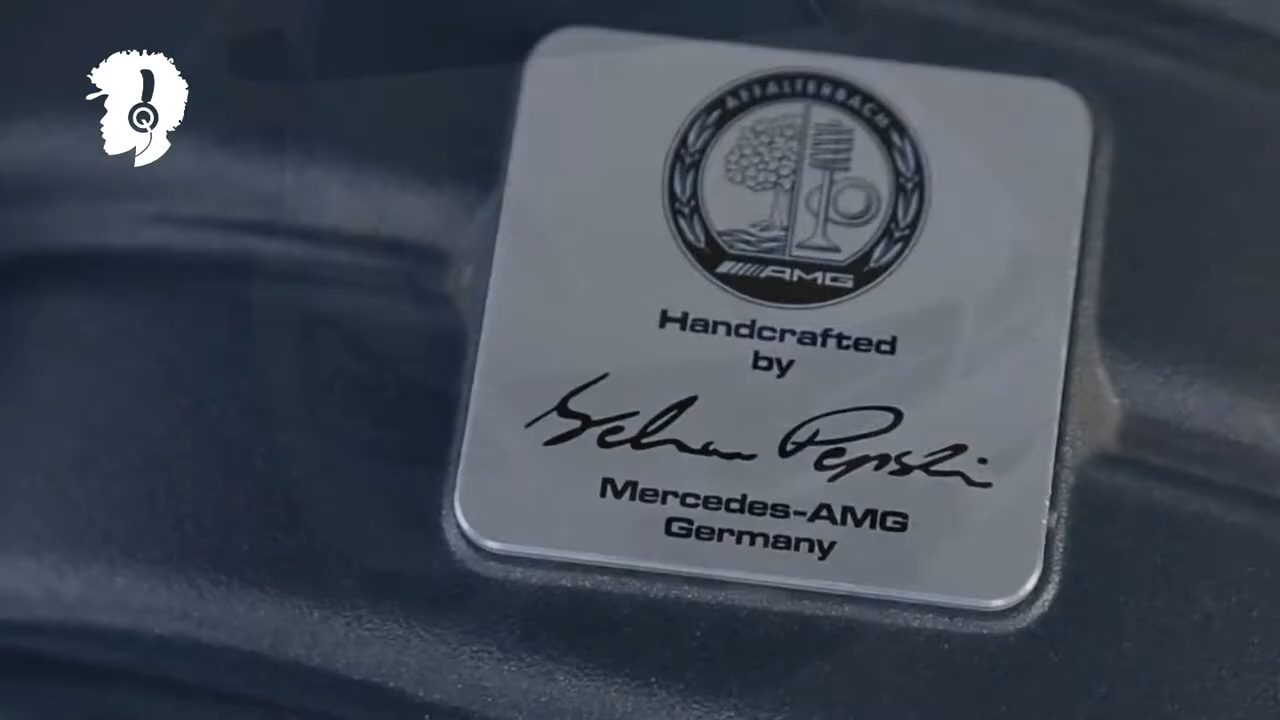 AFFALTERBACH
AMG
Handcrafted
by
Mercedes-AMG
Germany